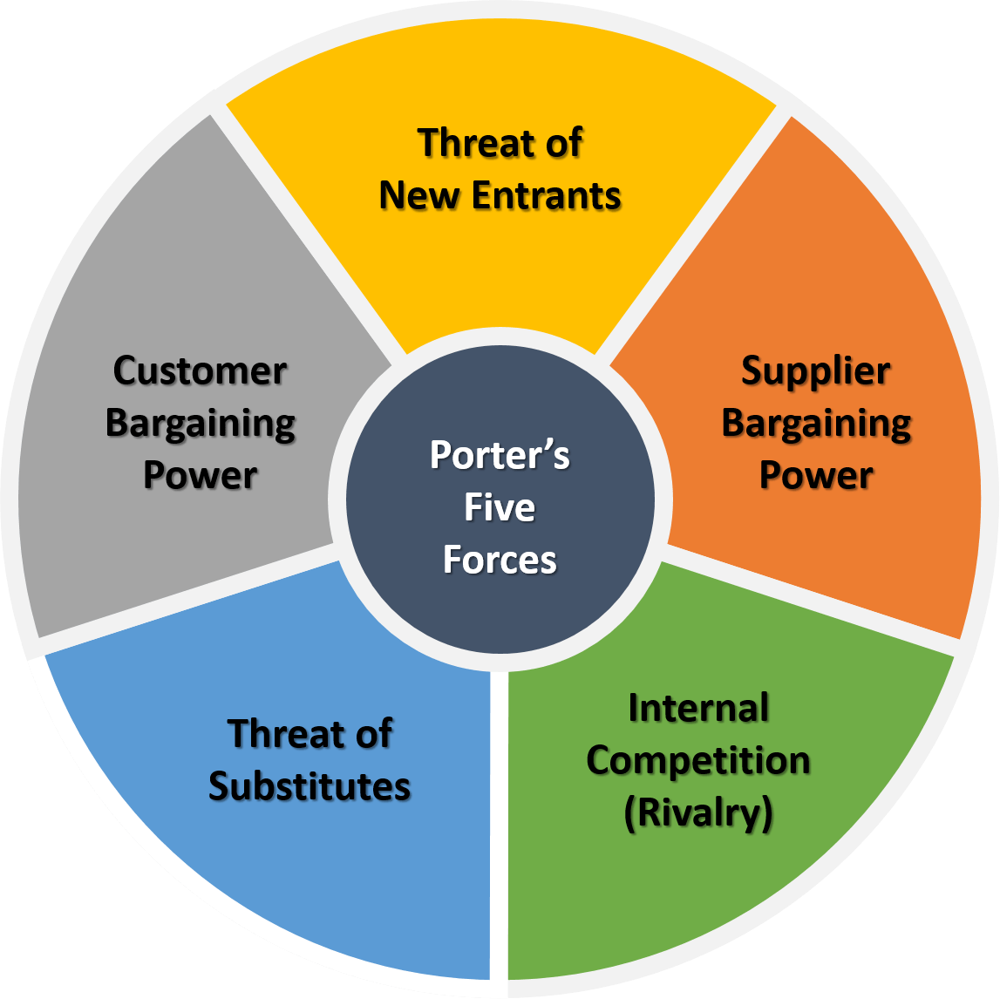 Threat of
New Entrants
Customer
Bargaining
Power
Supplier
Bargaining
Power
Porter’s
Five
Forces
Threat of
Substitutes
Internal
Competition
(Rivalry)